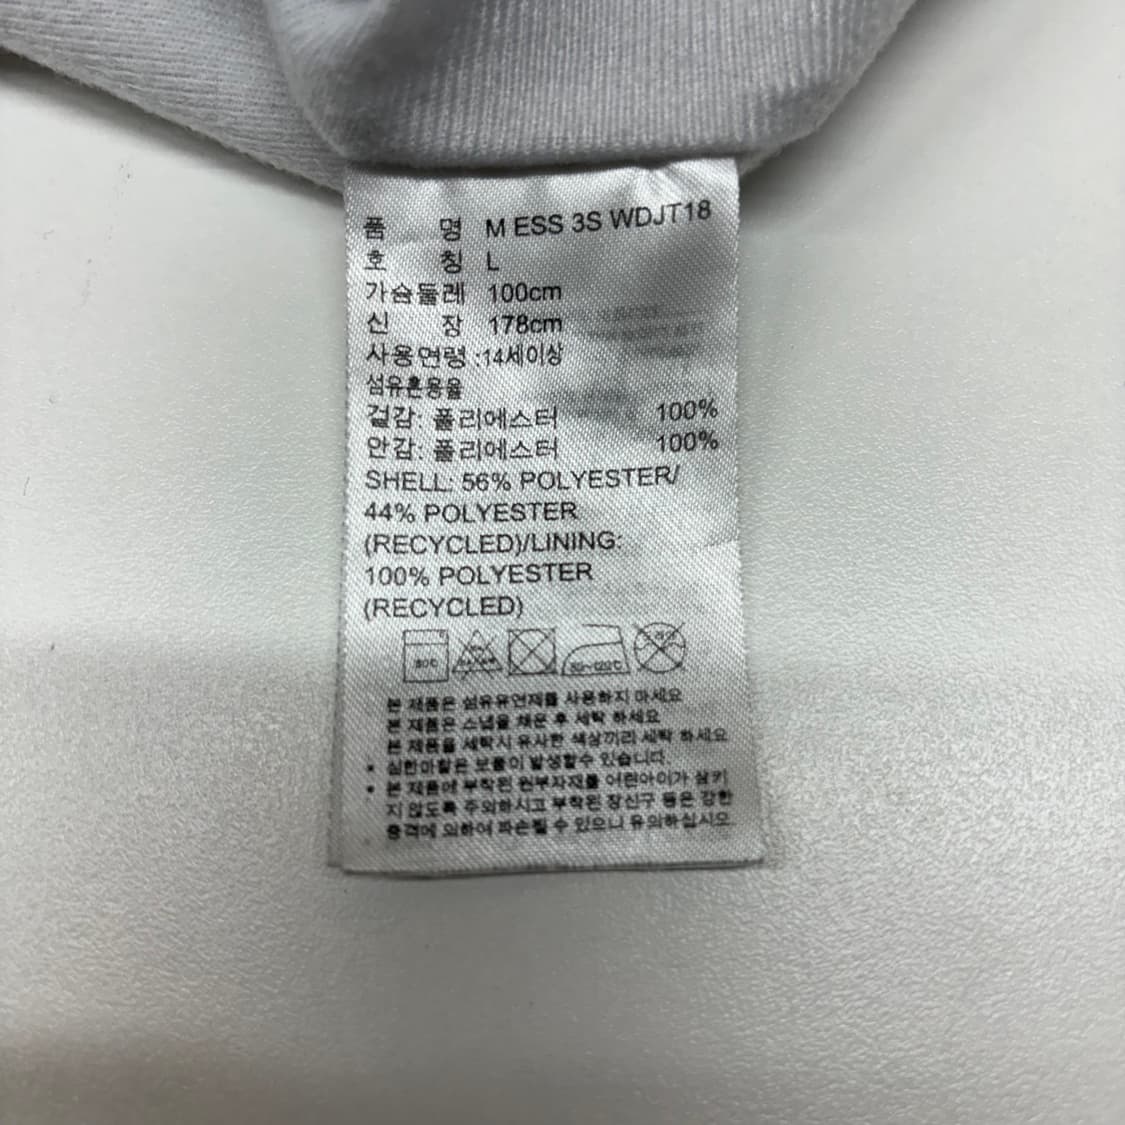 품 명 M ESS 3S WDJT18
호 칭 L
가슴둘레 100cm
신 장 178cm
사용연령 :14세이상
섬유혼용율
겉감: 폴리에스터 100%
안감: 폴리에스터 100%
SHELL: 56% POLYESTER/
44% POLYESTER
(RECYCLED)/LINING:
100% POLYESTER
(RECYCLED)
30℃ 80~120℃ 드라이
본 제품은 섬유유연제를 사용하지 마세요
본 제품은 스냅을 채운 후 세탁 하세요
본 제품을 세탁시 유사한 색상끼리 세탁 하세요
* 심한마찰은 보풀이 발생할수 있습니다.
* 본 제품에 부착된 원부자재를 어린아이가 삼키
지 않도록 주의하시고 부착된 장신구 등은 강한
충격에 의하여 파손될 수 있으니 유의하십시오.